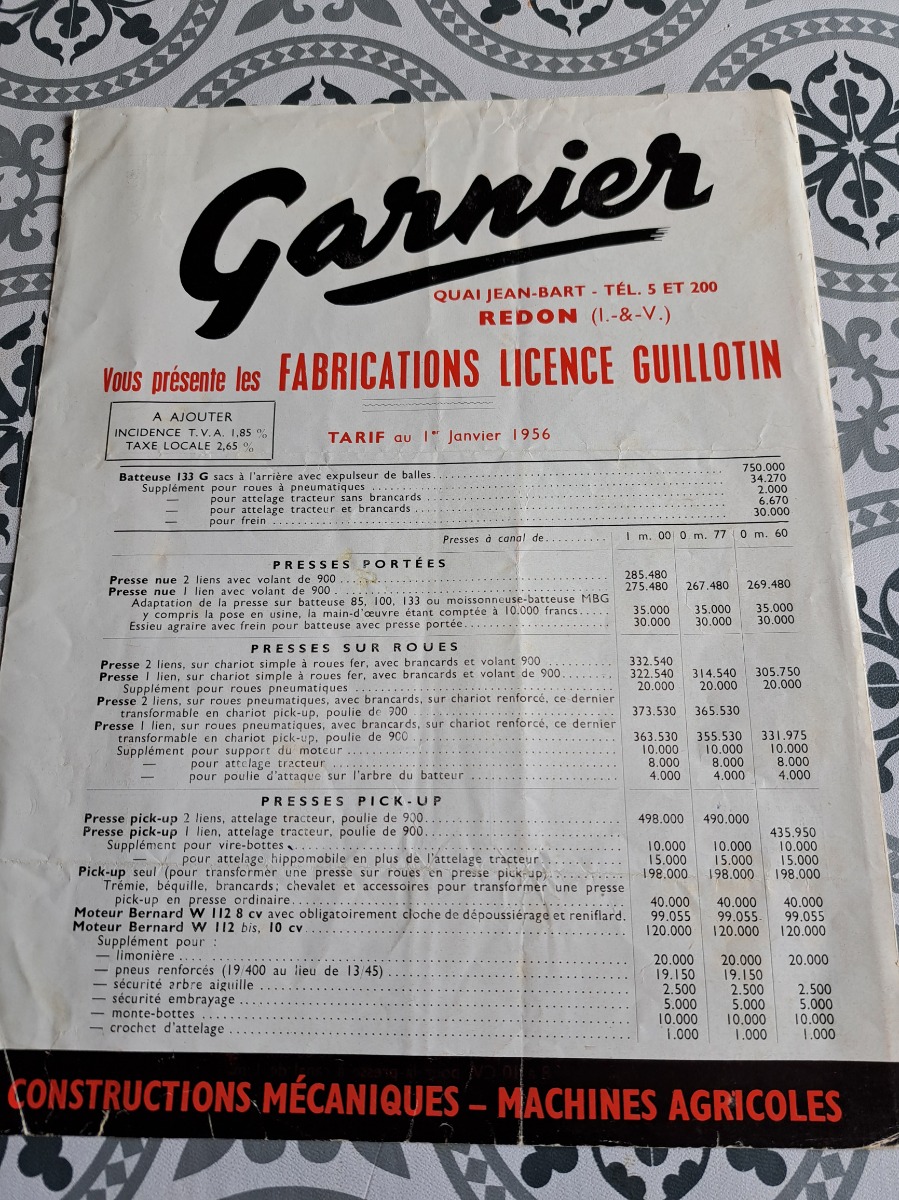 Garnier
QUAI JEAN-BART - TÉL. 5 ET 200
REDON (I.-&-V.)
Vous présente les FABRICATIONS LICENCE GUILLOTIN
A AJOUTER
INCIDENCE T.V.A. 1,85 %
TAXE LOCALE 2,65 %
TARIF au 1er Janvier 1956
Batteuse 133 G sacs à l'arrière avec expulseur de balles 750.000
Supplément pour roues à pneumatiques 34.270
— pour attelage tracteur sans brancards 2.000
— pour attelage tracteur et brancards 6.670
— pour frein 30.000
Presses à canal de 1 m. 00 0 m. 77 0 m. 60
PRESSES PORTÉES
Presse nue 2 liens avec volant de 900 285.480
Presse nue 1 lien avec volant de 900 275.480 267.480 269.480
Adaptation de la presse sur batteuse 85, 100, 133 ou moissonneuse-batteuse MBG
y compris la pose en usine, la main-d'œuvre étant comptée à 10.000 francs 35.000 35.000 35.000
Essieu agraire avec frein pour batteuse avec presse portée 30.000 30.000 30.000
PRESSES SUR ROUES
Presse 2 liens, sur chariot simple à roues fer, avec brancards et volant 900 332.540
Presse 1 lien, sur chariot simple à roues fer, avec brancards et volant de 900 322.540 314.540 305.750
Supplément pour roues pneumatiques 20.000 20.000 20.000
Presse 2 liens, sur roues pneumatiques, avec brancards, sur chariot renforcé, ce dernier
transformable en chariot pick-up, poulie de 900 373.530 365.530
Presse 1 lien, sur roues pneumatiques, avec brancards, sur chariot renforcé, ce dernier
transformable en chariot pick-up, poulie de 900 363.530 355.530 331.975
Supplément pour support du moteur 10.000 10.000 10.000
— pour attelage tracteur 8.000 8.000 8.000
— pour poulie d'attaque sur l'arbre du batteur 4.000 4.000 4.000
PRESSES PICK-UP
Presse pick-up 2 liens, attelage tracteur, poulie de 900 498.000 490.000
Presse pick-up 1 lien, attelage tracteur, poulie de 900 435.950
Supplément pour vire-bottes 10.000 10.000 10.000
— pour attelage hippomobile en plus de l'attelage tracteur 15.000 15.000 15.000
Pick-up seul (pour transformer une presse sur roues en presse pick-up) 198.000 198.000 198.000
Trémie, béquille, brancards; chevalet et accessoires pour transformer une presse
pick-up en presse ordinaire 40.000 40.000 40.000
Moteur Bernard W 112 8 cv avec obligatoirement cloche de dépoussiérage et reniflard. 99.055 99.055 99.055
Moteur Bernard W 112 bis, 10 cv 120.000 120.000 120.000
Supplément pour :
— limonière 20.000 20.000 20.000
— pneus renforcés (19/400 au lieu de 13/45) 19.150 19.150
— sécurité arbre aiguille 2.500 2.500 2.500
— sécurité embrayage 5.000 5.000 5.000
— monte-bottes 10.000 10.000 10.000
— crochet d'attelage 1.000 1.000 1.000
CONSTRUCTIONS MÉCANIQUES – MACHINES AGRICOLES